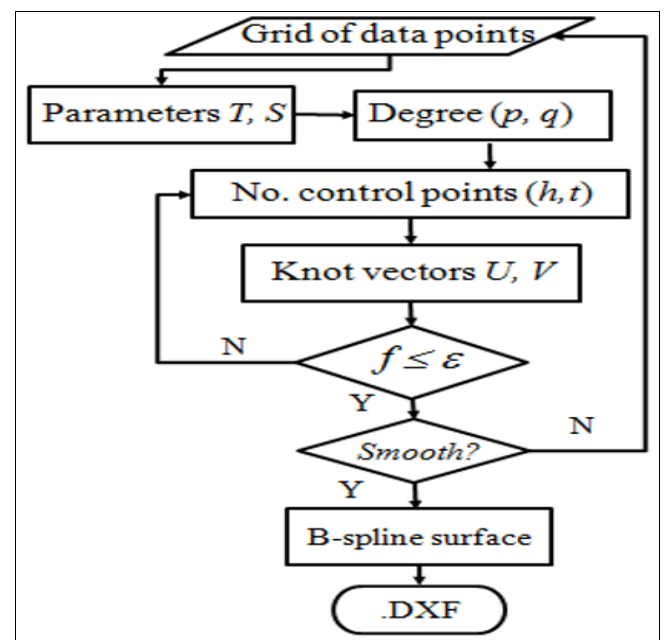 Grid of data points
Parameters T, S
Degree (p, q)
No. control points (h,t)
Knot vectors U, V
N
f ≤ ε
Y
N
Smooth?
Y
B-spline surface
.DXF